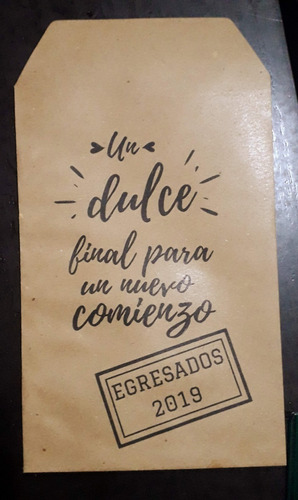 Un
dulce
final para
un nuevo
comienzo
EGRESADOS
2019